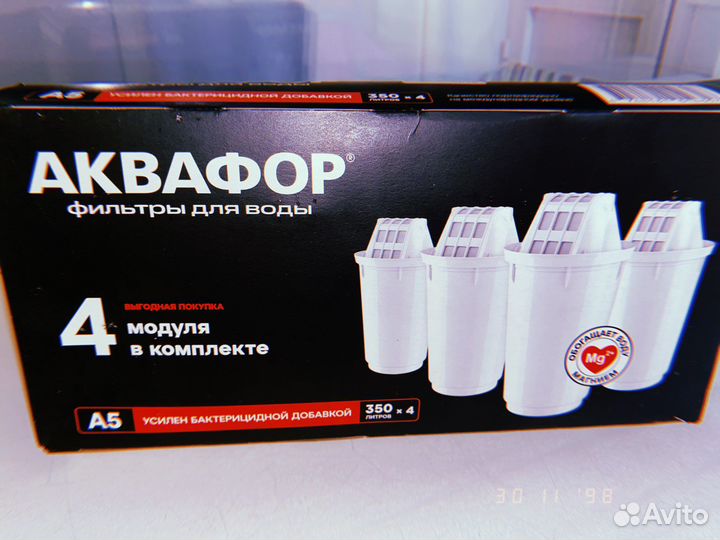 А5 УСИЛЕН БАКТЕРИЦИДНОЙ ДОБАВКОЙ 350 ЛИТРОВ × 4
АКВАФОР®
ФИЛЬТРЫ ДЛЯ ВОДЫ
ВЫГОДНАЯ ПОКУПКА
4 МОДУЛЯ
В КОМПЛЕКТЕ
ОБОГАЩАЕТ ВОДУ
Mg2+
МАГНИЕМ
А5 УСИЛЕН БАКТЕРИЦИДНОЙ ДОБАВКОЙ 350 ЛИТРОВ × 4
30 11 '98
Avito